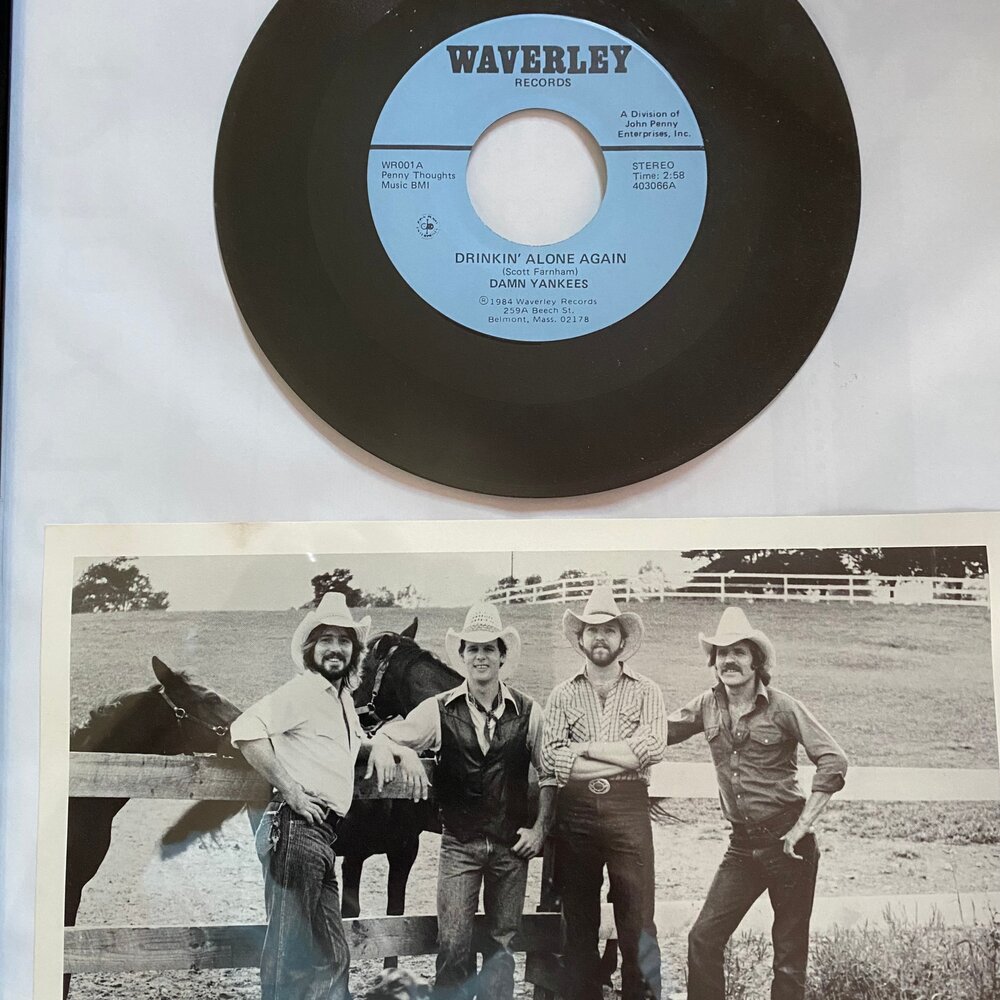 WAVERLEY
RECORDS
A Division of
John Penny
Enterprises, Inc.
WR001A
Penny Thoughts
Music BMI
STEREO
Time: 2:58
403066A
DRINKIN' ALONE AGAIN
(Scott Farnham)
DAMN YANKEES
Ⓡ1984 Waverley Records
259A Beech St.
Belmont, Mass. 02178